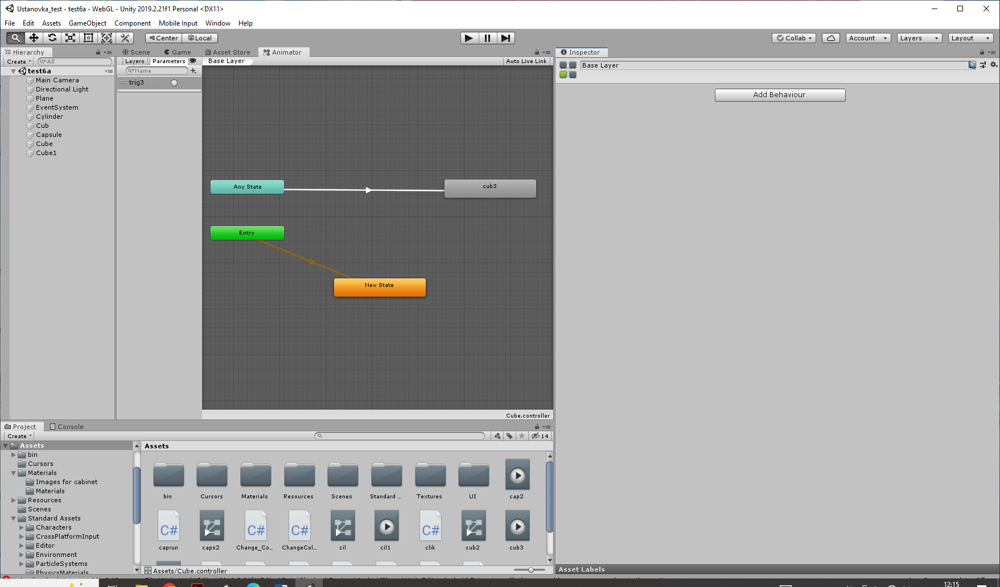 Ustanovka_test - test6a - WebGL - Unity 2019.2.21f1 Personal <DX11>
File Edit Assets GameObject Component Mobile Input Window Help
Center Local Collab Account Layers Layout
Hierarchy
Create All
test6a
Main Camera
Directional Light
Plane
EventSystem
Cylinder
Cub
Capsule
Cube
Cube1
Scene Game Asset Store Animator
Layers Parameters Base Layer Auto Live Link
Name
trig3
Any State
cub3
Entry
New State
Cube.controller
Inspector
Base Layer
Add Behaviour
Asset Labels
Project Console
Create 14
Assets
bin
Cursors
Materials
Images for cabinet
Materials
Resources
Scenes
Standard Assets
Characters
CrossPlatformInput
Editor
Environment
ParticleSystems
PhysicsMaterials
Assets
bin Cursors Materials Resources Scenes Standard ... Textures UI cap2
C# C# C# C#
caprun caps2 Change_Co... ChangeCol... cil cil1 clik cub2 cub3
Assets/Cube.controller
12:15